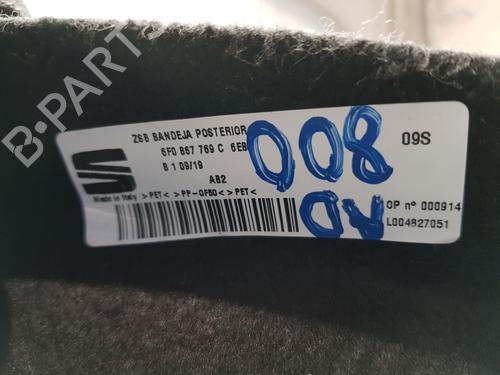 ZSB BANDEJA POSTERIOR
6F0 867 769 C 6E8
B 1 09/19
AB2
09S
Made in Italy >PET< >PP-GF60<>PET<
OP nº 000914
L004827051
008
B-PARTS